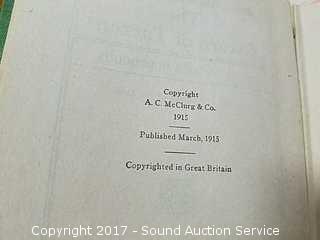 Copyright
A. C. McClurg & Co.
1915
Published March, 1915
Copyrighted in Great Britain
Copyright 2017 - Sound Auction Service